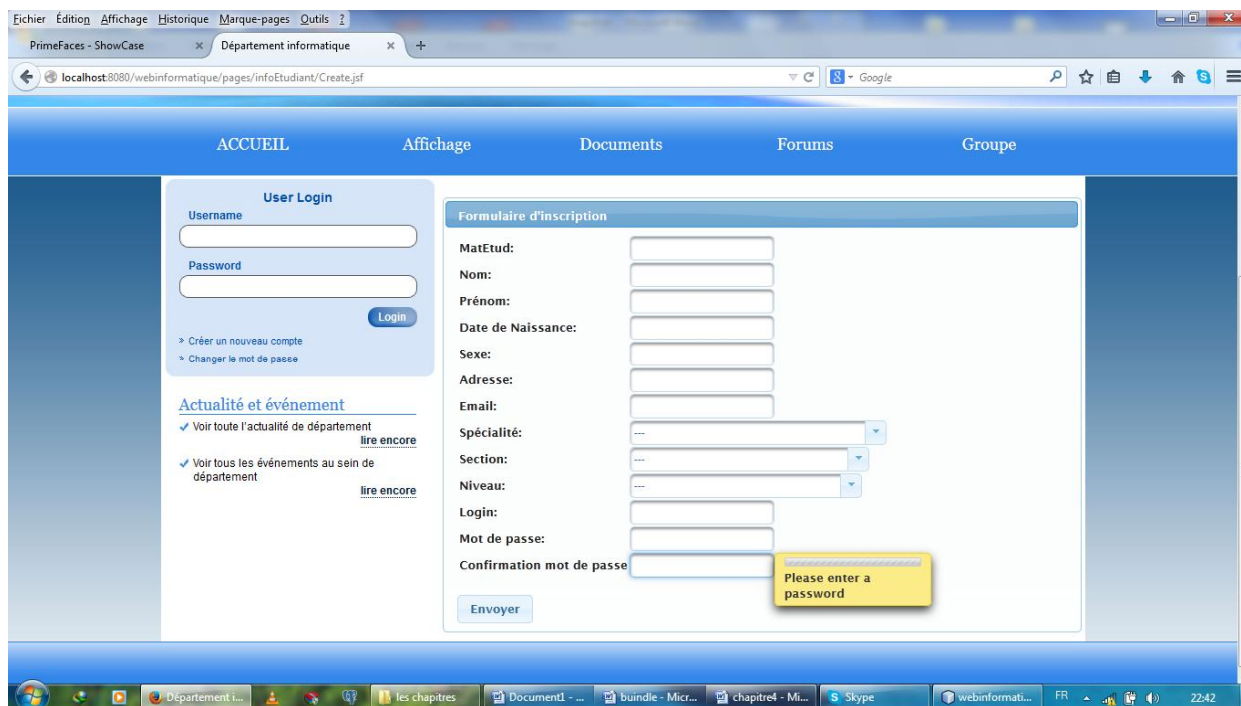 Fichier Édition Affichage Historique Marque-pages Outils ?
PrimeFaces - ShowCase
Département informatique
localhost:8080/webinformatique/pages/infoEtudiant/Create.jsf
Google
ACCUEIL Affichage Documents Forums Groupe
User Login
Username
Password
Login
» Créer un nouveau compte
» Changer le mot de passe
Actualité et événement
Voir toute l'actualité de département
lire encore
Voir tous les événements au sein de
département
lire encore
Formulaire d'inscription
MatEtud:
Nom:
Prénom:
Date de Naissance:
Sexe:
Adresse:
Email:
Spécialité: ---
Section: ---
Niveau: ---
Login:
Mot de passe:
Confirmation mot de passe
Please enter a
password
Envoyer
Département i... les chapitres Document1 - ... buindle - Micr... chapitre4 - Mi... Skype webinformati... FR 22:42